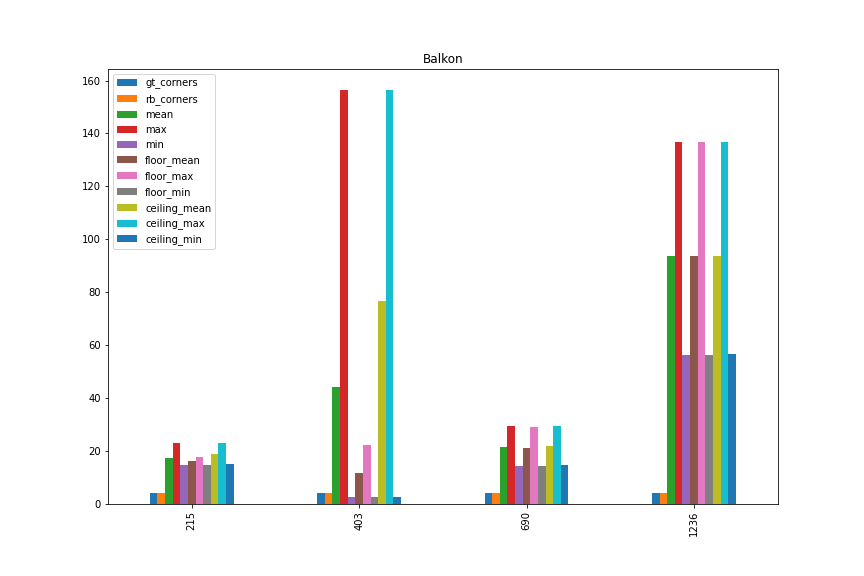 Balkon
160
140
120
100
80
60
40
20
0
gt_corners
rb_corners
mean
max
min
floor_mean
floor_max
floor_min
ceiling_mean
ceiling_max
ceiling_min
215
403
690
1236